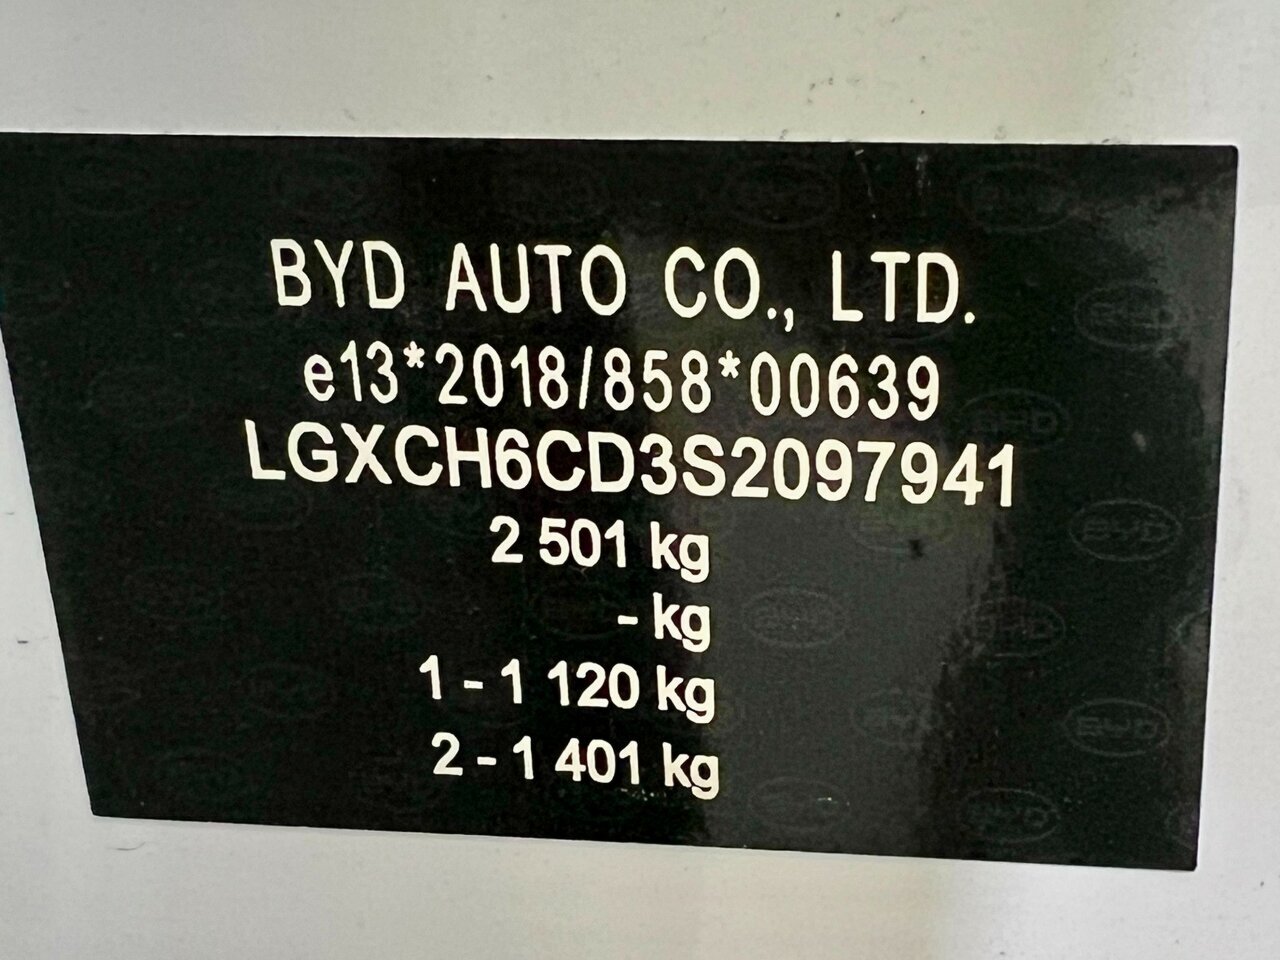 BYD AUTO CO., LTD.
e13*2018/858*00639
LGXCH6CD3S2097941
2 501 kg
- kg
1 - 1 120 kg
2 - 1 401 kg